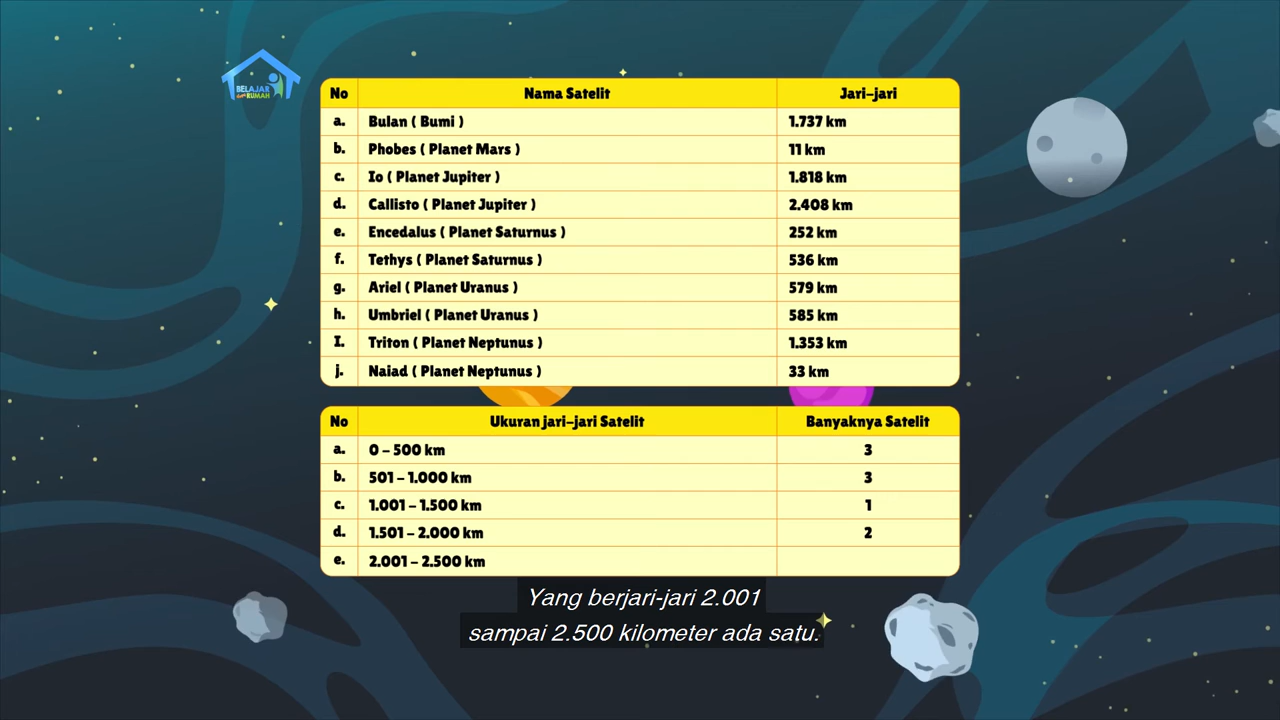 BELAJAR
dari RUMAH
No Nama Satelit Jari-jari
a. Bulan ( Bumi ) 1.737 km
b. Phobes ( Planet Mars ) 11 km
c. Io ( Planet Jupiter ) 1.818 km
d. Callisto ( Planet Jupiter ) 2.408 km
e. Encedalus ( Planet Saturnus ) 252 km
f. Tethys ( Planet Saturnus ) 536 km
g. Ariel ( Planet Uranus ) 579 km
h. Umbriel ( Planet Uranus ) 585 km
I. Triton ( Planet Neptunus ) 1.353 km
j. Naiad ( Planet Neptunus ) 33 km
No Ukuran jari-jari Satelit Banyaknya Satelit
a. 0 - 500 km 3
b. 501 - 1.000 km 3
c. 1.001 - 1.500 km 1
d. 1.501 - 2.000 km 2
e. 2.001 - 2.500 km
Yang berjari-jari 2.001
sampai 2.500 kilometer ada satu.